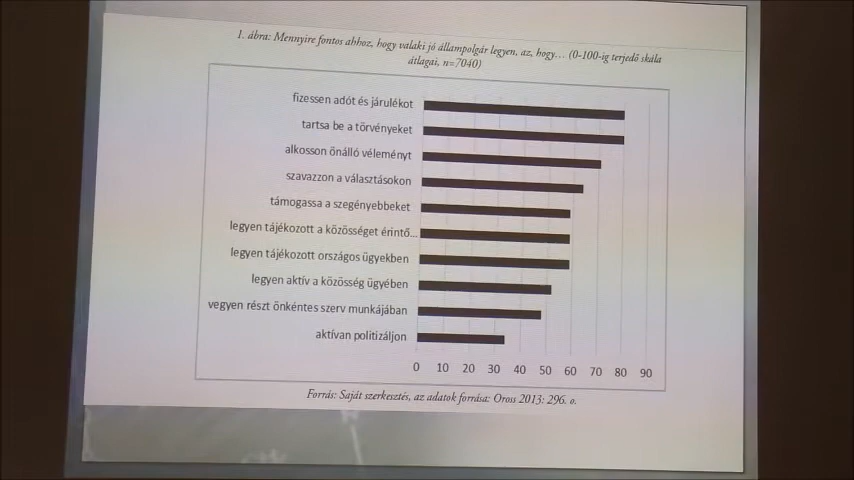 1. ábra: Mennyire fontos ahhoz, hogy valaki jó állampolgár legyen, az, hogy… (0-100-ig terjedő skála
átlagai, n=7040)
fizessen adót és járulékot
tartsa be a törvényeket
alkosson önálló véleményt
szavazzon a választásokon
támogassa a szegényebbeket
legyen tájékozott a közösséget érintő...
legyen tájékozott országos ügyekben
legyen aktív a közösség ügyében
vegyen részt önkéntes szerv munkájában
aktívan politizáljon
0 10 20 30 40 50 60 70 80 90
Forrás: Saját szerkesztés, az adatok forrása: Oross 2013: 296. o.